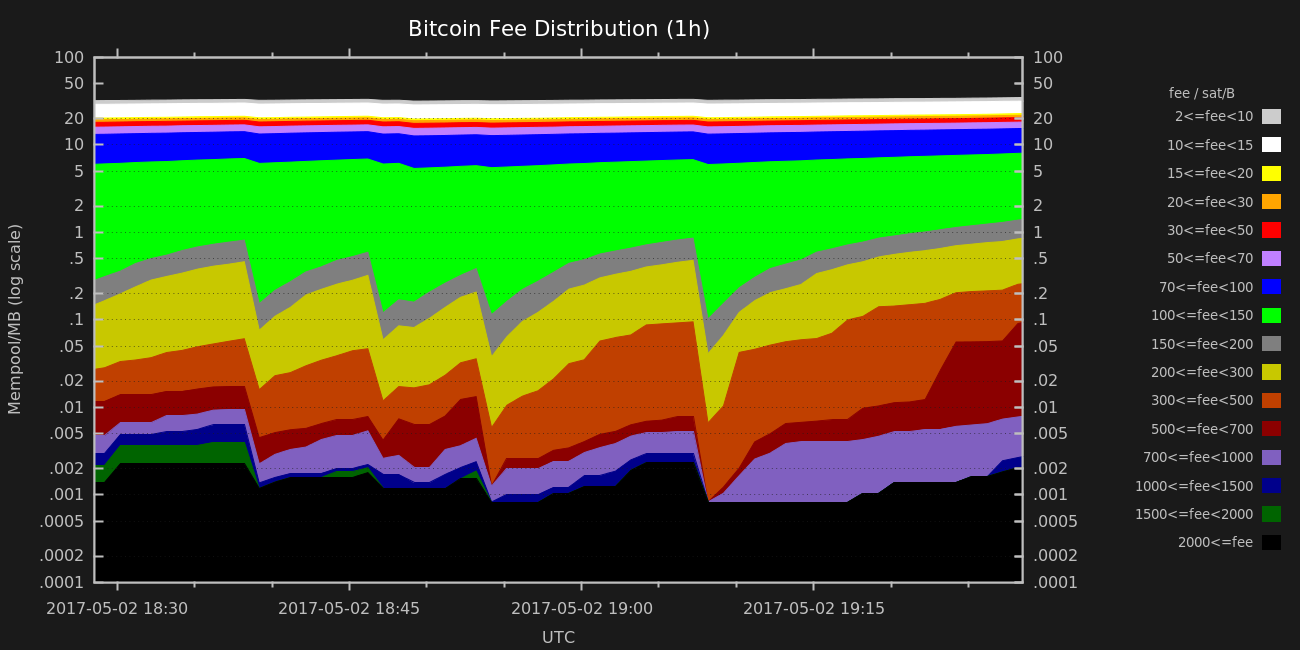 Bitcoin Fee Distribution (1h)
Mempool/MB (log scale)
100
50
20
10
5
2
1
.5
.2
.1
.05
.02
.01
.005
.002
.001
.0005
.0002
.0001
100
50
20
10
5
2
1
.5
.2
.1
.05
.02
.01
.005
.002
.001
.0005
.0002
.0001
2017-05-02 18:30
2017-05-02 18:45
2017-05-02 19:00
2017-05-02 19:15
UTC
fee / sat/B
2<=fee<10
10<=fee<15
15<=fee<20
20<=fee<30
30<=fee<50
50<=fee<70
70<=fee<100
100<=fee<150
150<=fee<200
200<=fee<300
300<=fee<500
500<=fee<700
700<=fee<1000
1000<=fee<1500
1500<=fee<2000
2000<=fee